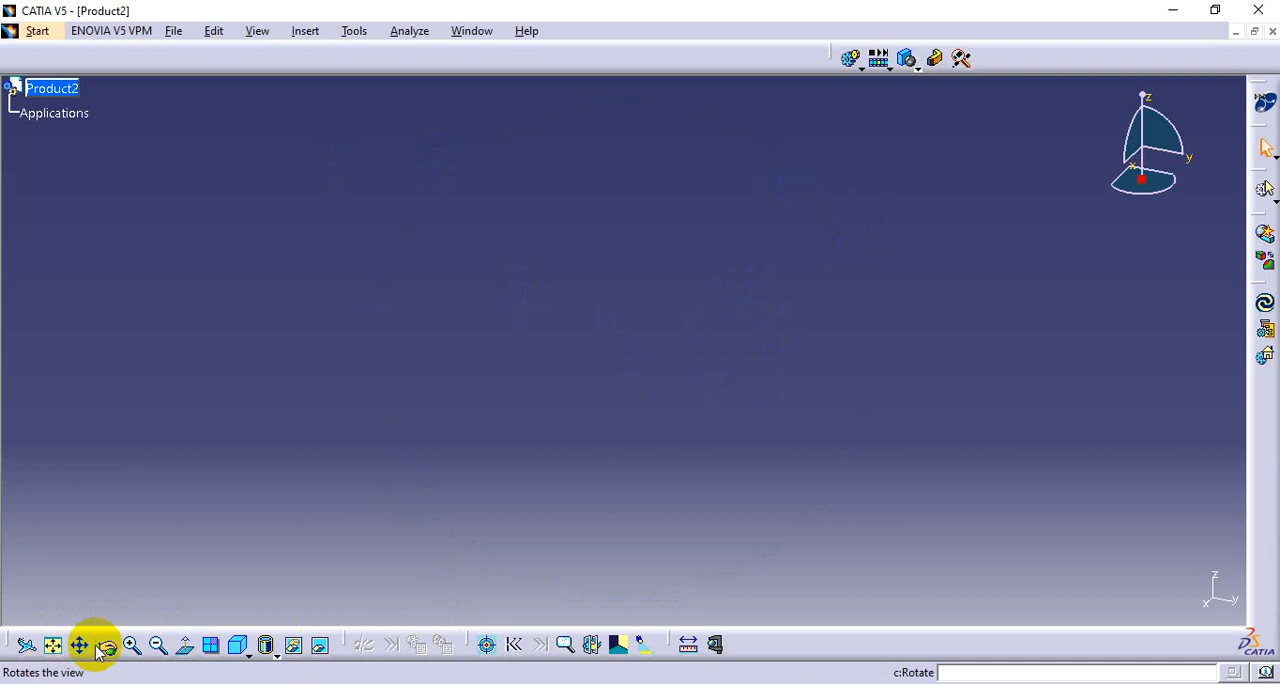 CATIA V5 - [Product2]
Start ENOVIA V5 VPM File Edit View Insert Tools Analyze Window Help
Product2
Applications
z
y
x
z
x y
CATIA
Rotates the view
c:Rotate